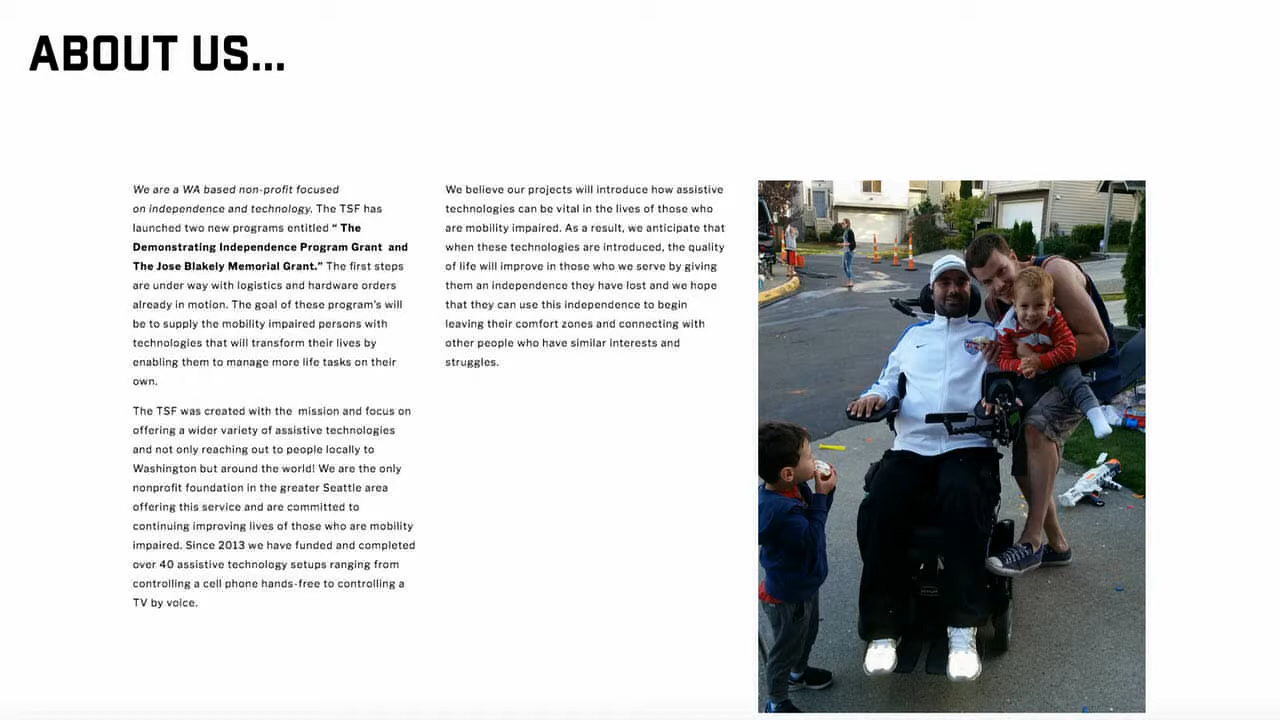 ABOUT US...
We are a WA based non-profit focused
on independence and technology. The TSF has
launched two new programs entitled “ The
Demonstrating Independence Program Grant and
The Jose Blakely Memorial Grant.” The first steps
are under way with logistics and hardware orders
already in motion. The goal of these program's will
be to supply the mobility impaired persons with
technologies that will transform their lives by
enabling them to manage more life tasks on their
own.
The TSF was created with the mission and focus on
offering a wider variety of assistive technologies
and not only reaching out to people locally to
Washington but around the world! We are the only
nonprofit foundation in the greater Seattle area
offering this service and are committed to
continuing improving lives of those who are mobility
impaired. Since 2013 we have funded and completed
over 40 assistive technology setups ranging from
controlling a cell phone hands-free to controlling a
TV by voice.
We believe our projects will introduce how assistive
technologies can be vital in the lives of those who
are mobility impaired. As a result, we anticipate that
when these technologies are introduced, the quality
of life will improve in those who we serve by giving
them an independence they have lost and we hope
that they can use this independence to begin
leaving their comfort zones and connecting with
other people who have similar interests and
struggles.